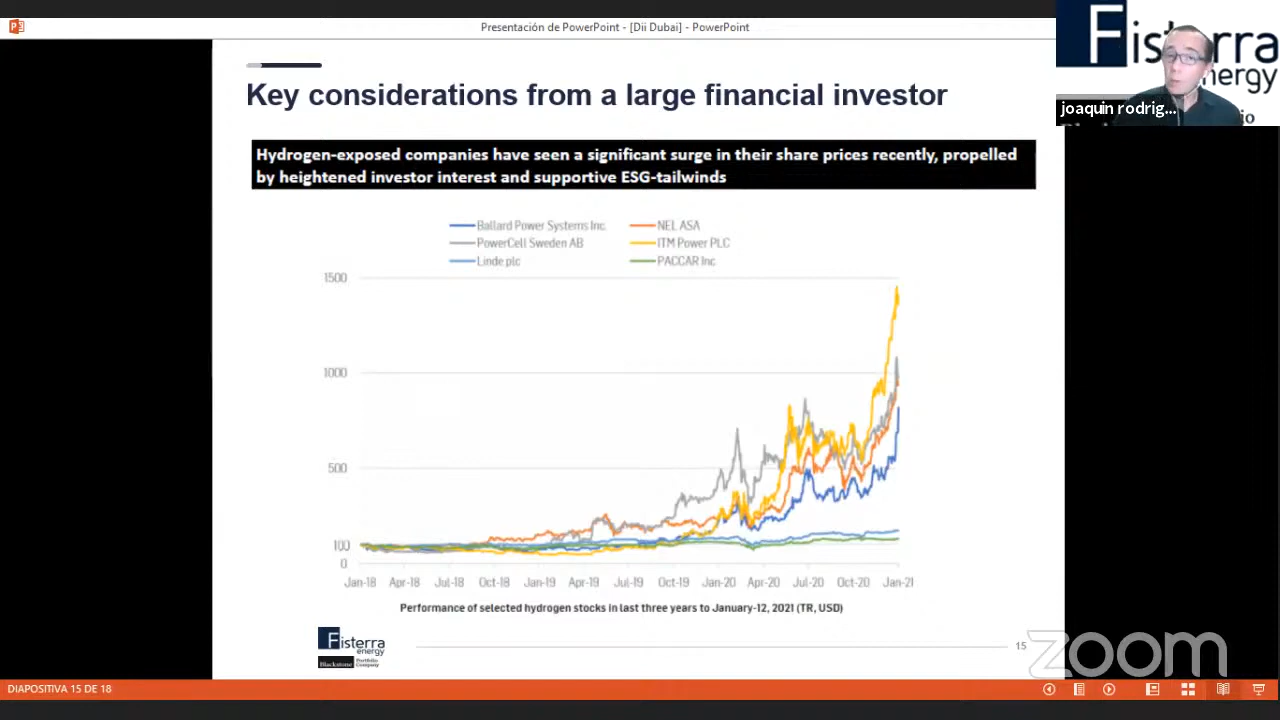 Presentación de PowerPoint - [Dii Dubai] - PowerPoint
Fisterra
energy
joaquin rodrig...
Key considerations from a large financial investor
Hydrogen-exposed companies have seen a significant surge in their share prices recently, propelled
by heightened investor interest and supportive ESG-tailwinds
Ballard Power Systems Inc.
NEL ASA
PowerCell Sweden AB
ITM Power PLC
Linde plc
PACCAR Inc
1500
1000
500
100
0
Jan-18 Apr-18 Jul-18 Oct-18 Jan-19 Apr-19 Jul-19 Oct-19 Jan-20 Apr-20 Jul-20 Oct-20 Jan-21
Performance of selected hydrogen stocks in last three years to January-12, 2021 (TR, USD)
Fisterra
energy
Blackstone Portfolio Company
15
zoom
DIAPOSITIVA 15 DE 18